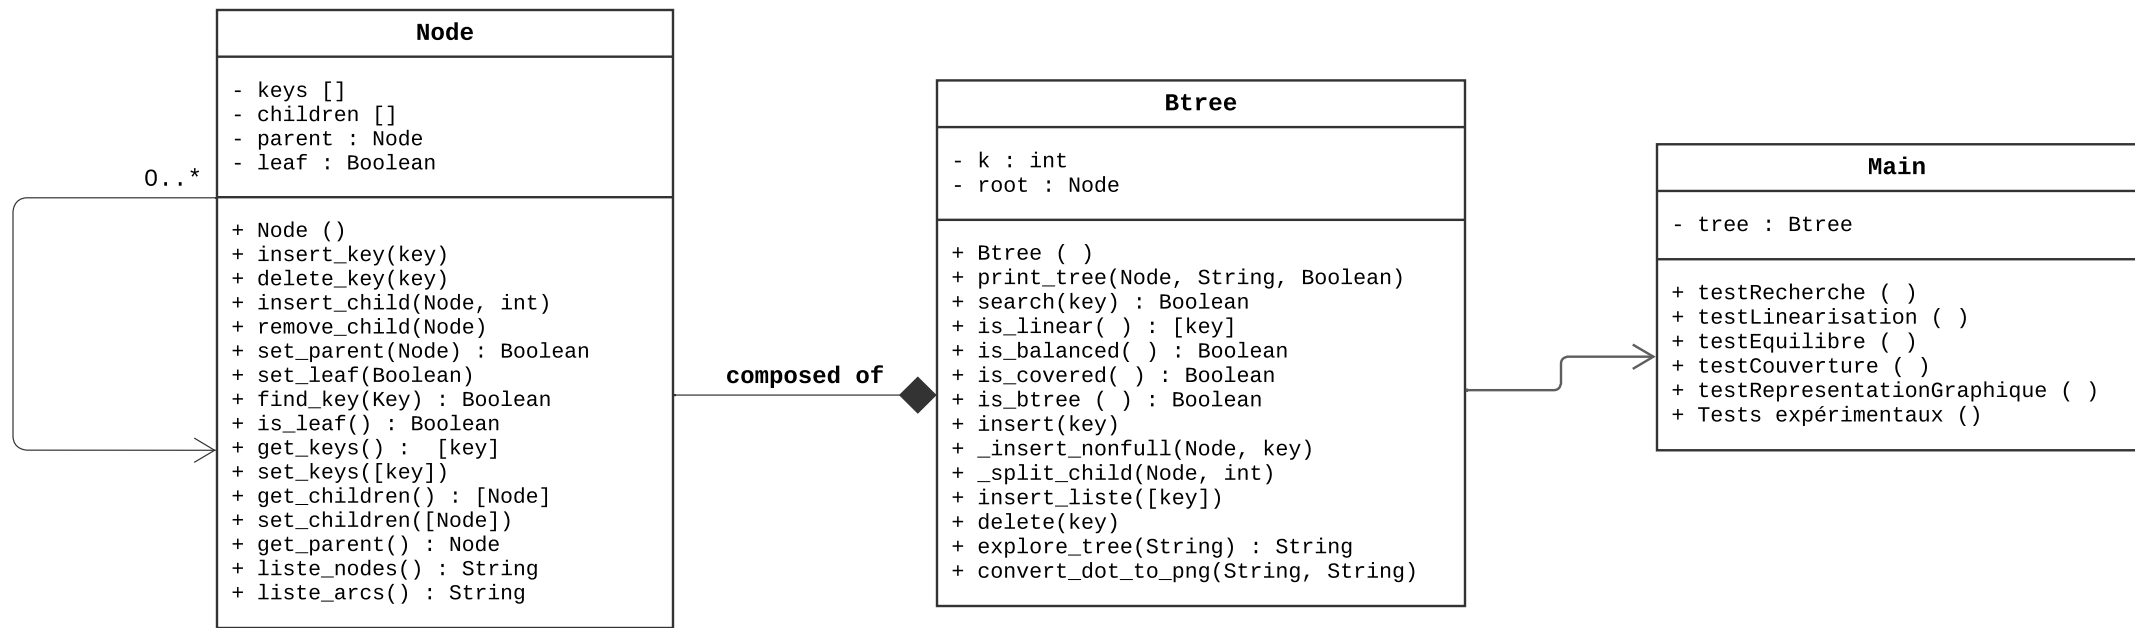 Node
- keys []
- children []
- parent : Node
- leaf : Boolean
0..*
+ Node ()
+ insert_key(key)
+ delete_key(key)
+ insert_child(Node, int)
+ remove_child(Node)
+ set_parent(Node) : Boolean
+ set_leaf(Boolean)
+ find_key(Key) : Boolean
+ is_leaf() : Boolean
+ get_keys() :  [key]
+ set_keys([key])
+ get_children() : [Node]
+ set_children([Node])
+ get_parent() : Node
+ liste_nodes() : String
+ liste_arcs() : String
composed of
Btree
- k : int
- root : Node
+ Btree ( )
+ print_tree(Node, String, Boolean)
+ search(key) : Boolean
+ is_linear( ) : [key]
+ is_balanced( ) : Boolean
+ is_covered( ) : Boolean
+ is_btree ( ) : Boolean
+ insert(key)
+ _insert_nonfull(Node, key)
+ _split_child(Node, int)
+ insert_liste([key])
+ delete(key)
+ explore_tree(String) : String
+ convert_dot_to_png(String, String)
Main
- tree : Btree
+ testRecherche ( )
+ testLinearisation ( )
+ testEquilibre ( )
+ testCouverture ( )
+ testRepresentationGraphique ( )
+ Tests expérimentaux ()